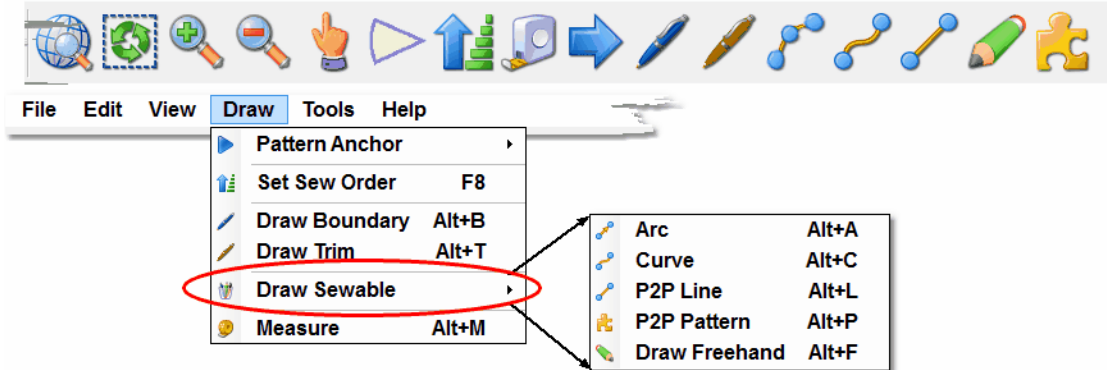 File Edit View Draw Tools Help
Pattern Anchor
Set Sew Order F8
Draw Boundary Alt+B
Draw Trim Alt+T
Draw Sewable
Measure Alt+M
Arc Alt+A
Curve Alt+C
P2P Line Alt+L
P2P Pattern Alt+P
Draw Freehand Alt+F